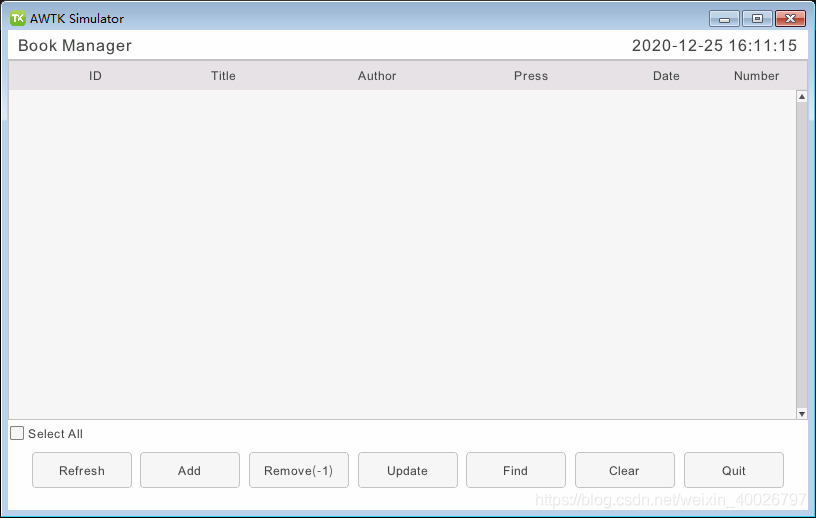 TK AWTK Simulator
Book Manager 2020-12-25 16:11:15
ID Title Author Press Date Number
Select All
Refresh Add Remove(-1) Update Find Clear Quit
https://blog.csdn.net/weixin_40026797